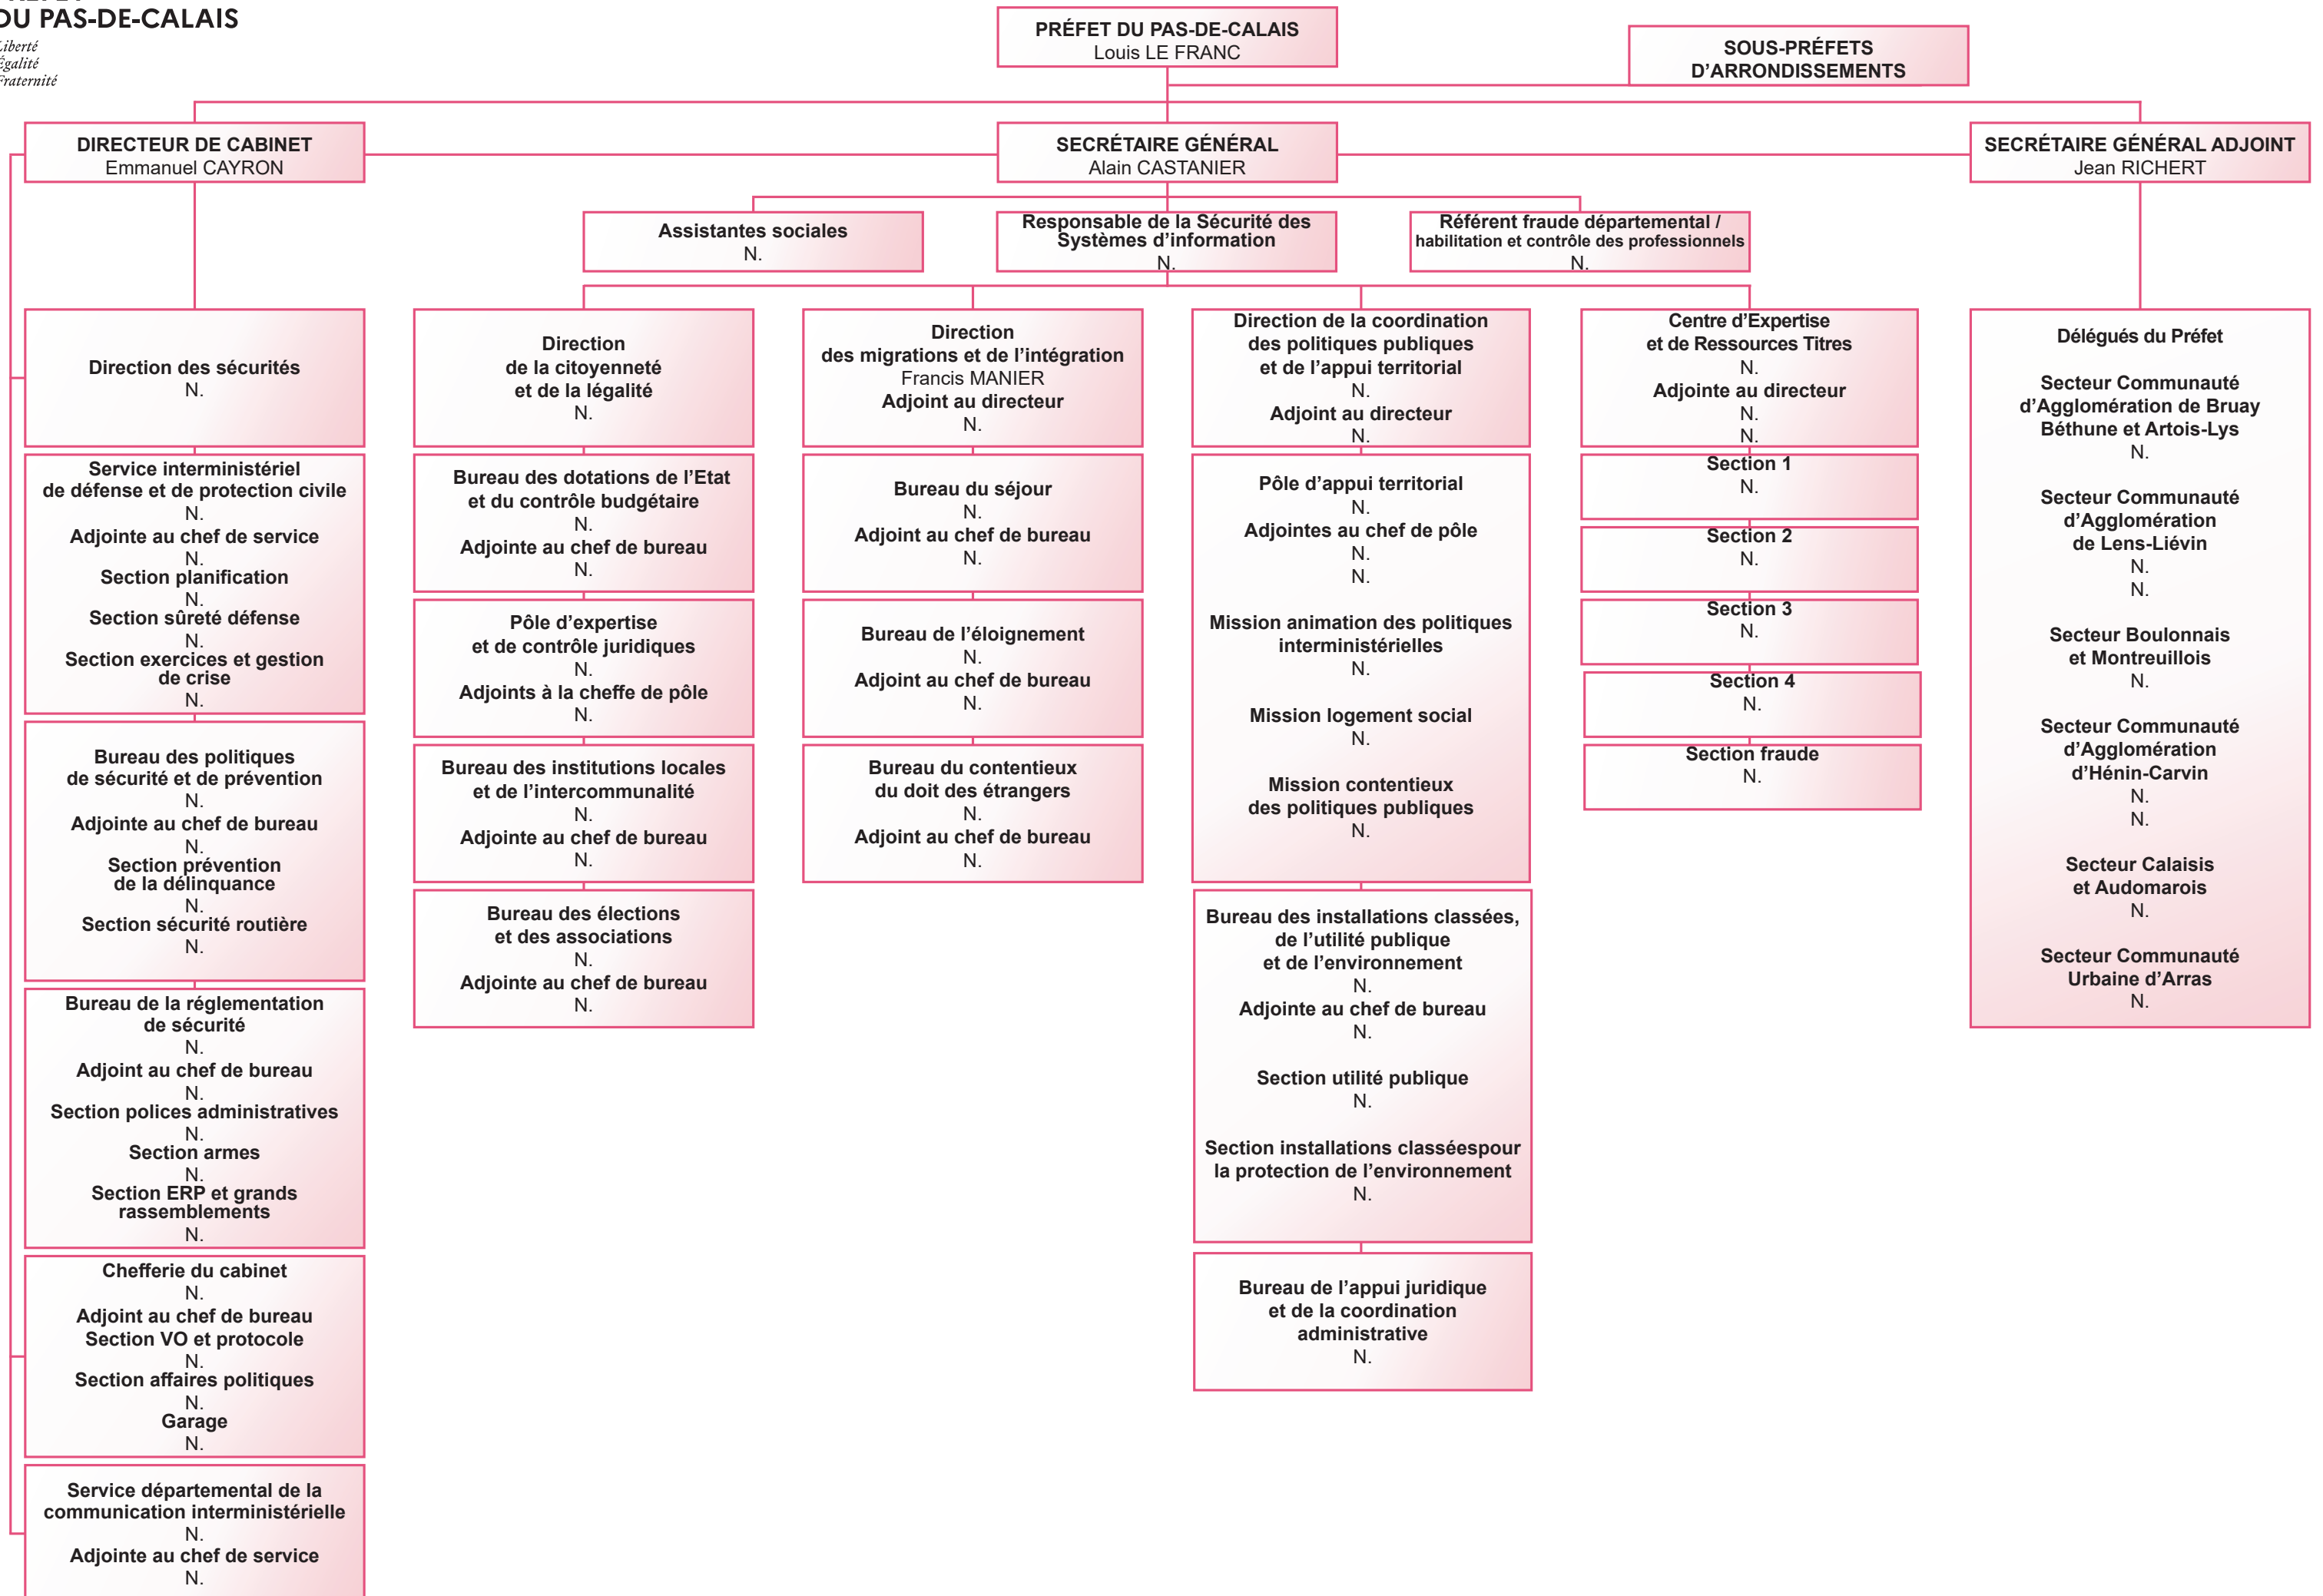 DU PAS-DE-CALAIS
Liberté
Égalité
Fraternité
PRÉFET DU PAS-DE-CALAIS
Louis LE FRANC
SOUS-PRÉFETS
D’ARRONDISSEMENTS
DIRECTEUR DE CABINET
Emmanuel CAYRON
SECRÉTAIRE GÉNÉRAL
Alain CASTANIER
SECRÉTAIRE GÉNÉRAL ADJOINT
Jean RICHERT
Assistantes sociales
N.
Responsable de la Sécurité des
Systèmes d’information
N.
Référent fraude départemental /
habilitation et contrôle des professionnels
N.
Direction des sécurités
N.
Service interministériel
de défense et de protection civile
N.
Adjointe au chef de service
N.
Section planification
N.
Section sûreté défense
N.
Section exercices et gestion
de crise
N.
Bureau des politiques
de sécurité et de prévention
N.
Adjointe au chef de bureau
N.
Section prévention
de la délinquance
N.
Section sécurité routière
N.
Bureau de la réglementation
de sécurité
N.
Adjoint au chef de bureau
N.
Section polices administratives
N.
Section armes
N.
Section ERP et grands
rassemblements
N.
Chefferie du cabinet
N.
Adjoint au chef de bureau
Section VO et protocole
N.
Section affaires politiques
N.
Garage
N.
Service départemental de la
communication interministérielle
N.
Adjointe au chef de service
N.
Direction
de la citoyenneté
et de la légalité
N.
Bureau des dotations de l’Etat
et du contrôle budgétaire
N.
Adjointe au chef de bureau
N.
Pôle d’expertise
et de contrôle juridiques
N.
Adjoints à la cheffe de pôle
N.
Bureau des institutions locales
et de l’intercommunalité
N.
Adjointe au chef de bureau
N.
Bureau des élections
et des associations
N.
Adjointe au chef de bureau
N.
Direction
des migrations et de l’intégration
Francis MANIER
Adjoint au directeur
N.
Bureau du séjour
N.
Adjoint au chef de bureau
N.
Bureau de l’éloignement
N.
Adjoint au chef de bureau
N.
Bureau du contentieux
du doit des étrangers
N.
Adjoint au chef de bureau
N.
Direction de la coordination
des politiques publiques
et de l’appui territorial
N.
Adjoint au directeur
N.
Pôle d’appui territorial
N.
Adjointes au chef de pôle
N.
N.
Mission animation des politiques
interministérielles
N.
Mission logement social
N.
Mission contentieux
des politiques publiques
N.
Bureau des installations classées,
de l’utilité publique
et de l’environnement
N.
Adjointe au chef de bureau
N.
Section utilité publique
N.
Section installations classéespour
la protection de l’environnement
N.
Bureau de l’appui juridique
et de la coordination
administrative
N.
Centre d’Expertise
et de Ressources Titres
N.
Adjointe au directeur
N.
N.
Section 1
N.
Section 2
N.
Section 3
N.
Section 4
N.
Section fraude
N.
Délégués du Préfet
Secteur Communauté
d’Agglomération de Bruay
Béthune et Artois-Lys
N.
Secteur Communauté
d’Agglomération
de Lens-Liévin
N.
N.
Secteur Boulonnais
et Montreuillois
N.
Secteur Communauté
d’Agglomération
d’Hénin-Carvin
N.
N.
Secteur Calaisis
et Audomarois
N.
Secteur Communauté
Urbaine d’Arras
N.